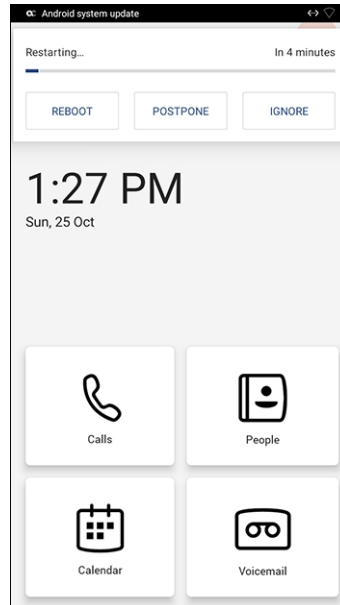 Android system update
Restarting...
In 4 minutes
REBOOT
POSTPONE
IGNORE
1:27 PM
Sun, 25 Oct
Calls
People
Calendar
Voicemail